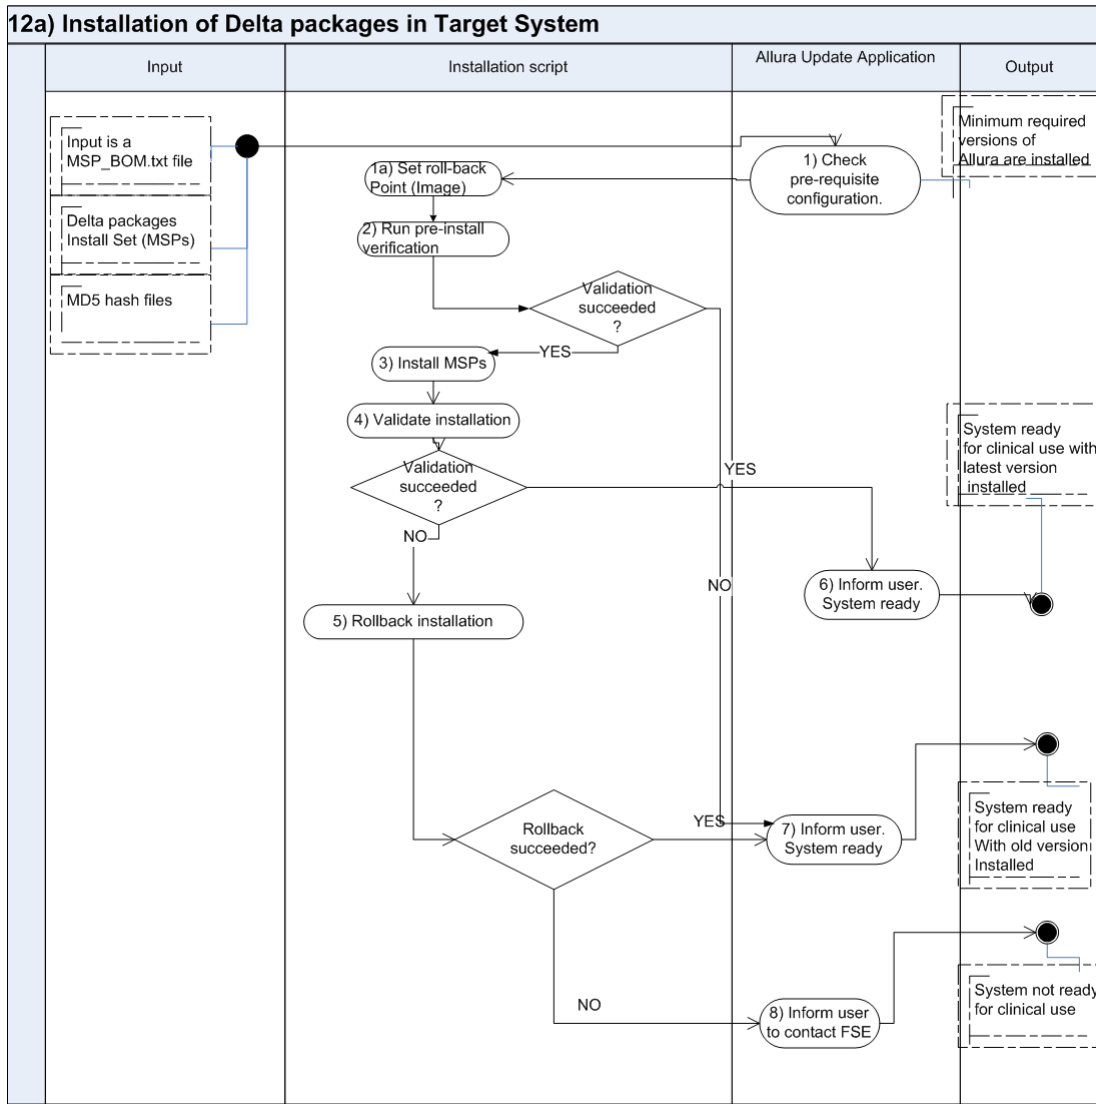 12a) Installation of Delta packages in Target System
Input
Installation script
Allura Update Application
Output
Input is a
MSP_BOM.txt file
Delta packages
Install Set (MSPs)
MD5 hash files
1) Check
pre-requisite
configuration.
Minimum required
versions of
Allura are installed
1a) Set roll-back
Point (Image)
2) Run pre-install
verification
Validation
succeeded
?
YES
3) Install MSPs
4) Validate installation
Validation
succeeded
?
YES
NO
NO
System ready
for clinical use with
latest version
installed
6) Inform user.
System ready
5) Rollback installation
Rollback
succeeded?
YES
7) Inform user.
System ready
System ready
for clinical use
With old version
Installed
NO
8) Inform user
to contact FSE
System not ready
for clinical use